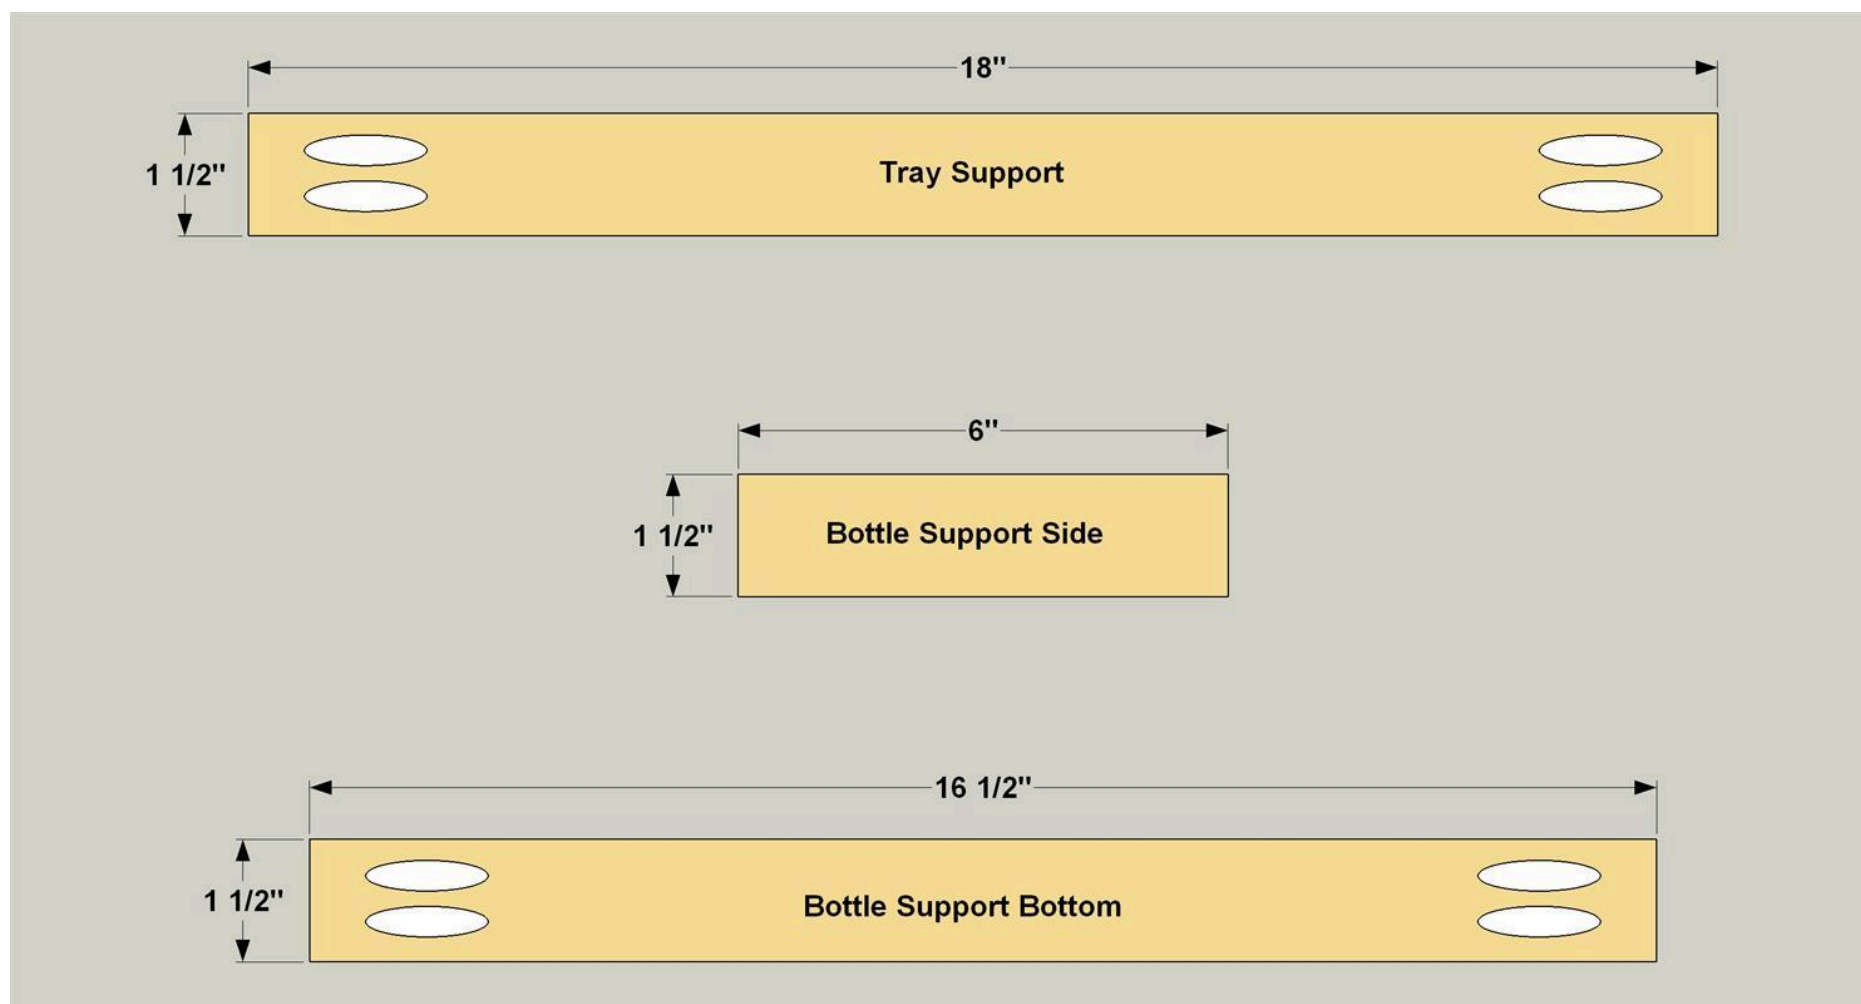 18"
1 1/2"
Tray Support
6"
1 1/2"
Bottle Support Side
16 1/2"
1 1/2"
Bottle Support Bottom